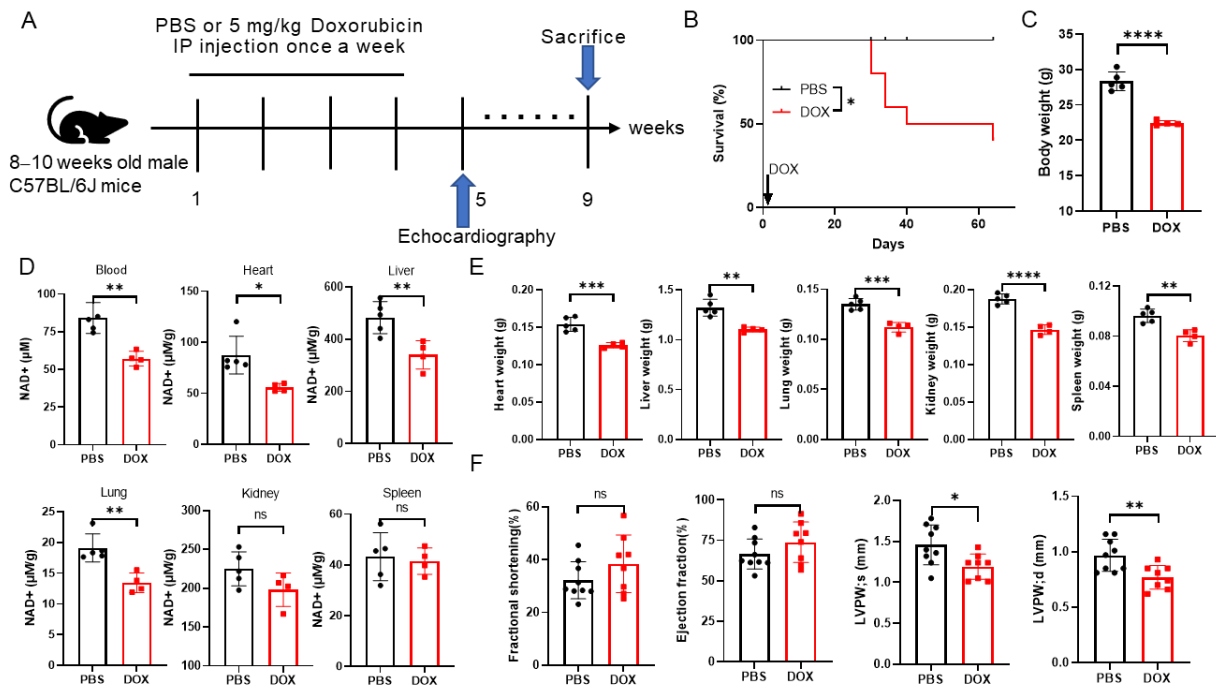 A
PBS or 5 mg/kg Doxorubicin
IP injection once a week
Sacrifice
weeks
8–10 weeks old male
C57BL/6J mice
1
5
9
Echocardiography
B
Survival (%)
100
50
0
PBS
DOX
*
DOX
0
20
40
60
Days
C
****
Body weight (g)
35
30
25
20
15
10
PBS
DOX
D
Blood
**
NAD+ (µM)
100
75
50
25
0
PBS
DOX
Heart
*
NAD+ (µM/g)
200
150
100
50
0
PBS
DOX
Liver
**
NAD+ (µM/g)
600
400
200
0
PBS
DOX
Lung
**
NAD+ (µM/g)
25
20
15
10
5
0
PBS
DOX
Kidney
ns
NAD+ (µM/g)
300
250
200
150
100
PBS
DOX
Spleen
ns
NAD+ (µM/g)
60
40
20
0
PBS
DOX
E
***
Heart weight (g)
0.20
0.15
0.10
0.05
0.00
PBS
DOX
**
Liver weight (g)
1.5
1.0
0.5
0.0
PBS
DOX
***
Lung weight (g)
0.15
0.10
0.05
0.00
PBS
DOX
****
Kidney weight (g)
0.20
0.15
0.10
0.05
0.00
PBS
DOX
**
Spleen weight (g)
0.12
0.08
0.04
0.00
PBS
DOX
F
ns
Fractional shortening(%)
60
40
20
0
PBS
DOX
ns
Ejection fraction(%)
100
75
50
25
0
PBS
DOX
*
LVPW;s (mm)
2.0
1.5
1.0
0.5
0.0
PBS
DOX
**
LVPW;d (mm)
1.5
1.0
0.5
0.0
PBS
DOX